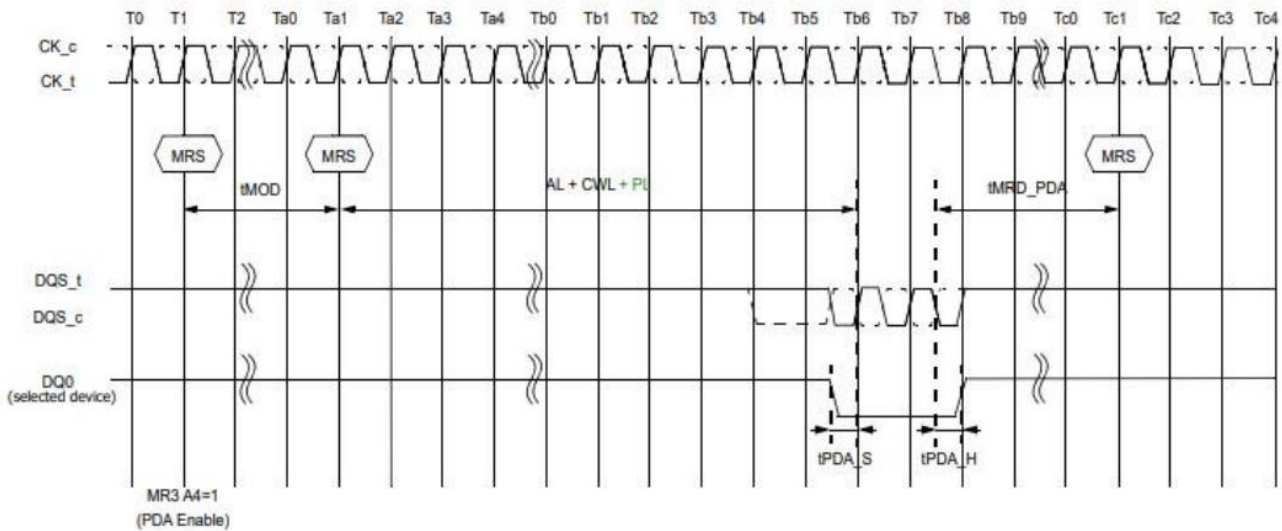 T0 T1 T2 Ta0 Ta1 Ta2 Ta3 Ta4 Tb0 Tb1 Tb2 Tb3 Tb4 Tb5 Tb6 Tb7 Tb8 Tb9 Tc0 Tc1 Tc2 Tc3 Tc4
CK_c
CK_t
MRS MRS MRS
tMOD AL + CWL + PL tMRD_PDA
DQS_t
DQS_c
DQ0
(selected device)
tPDA_S tPDA_H
MR3 A4=1
(PDA Enable)